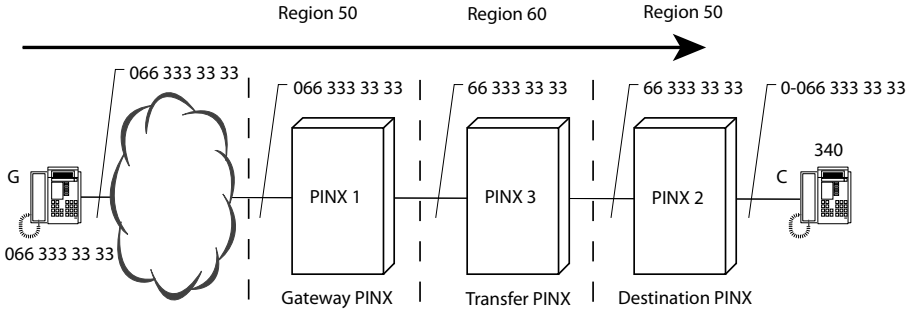 Region 50
Region 60
Region 50
066 333 33 33
066 333 33 33
66 333 33 33
66 333 33 33
0-066 333 33 33
G
PINX 1
PINX 3
PINX 2
C
340
066 333 33 33
Gateway PINX
Transfer PINX
Destination PINX